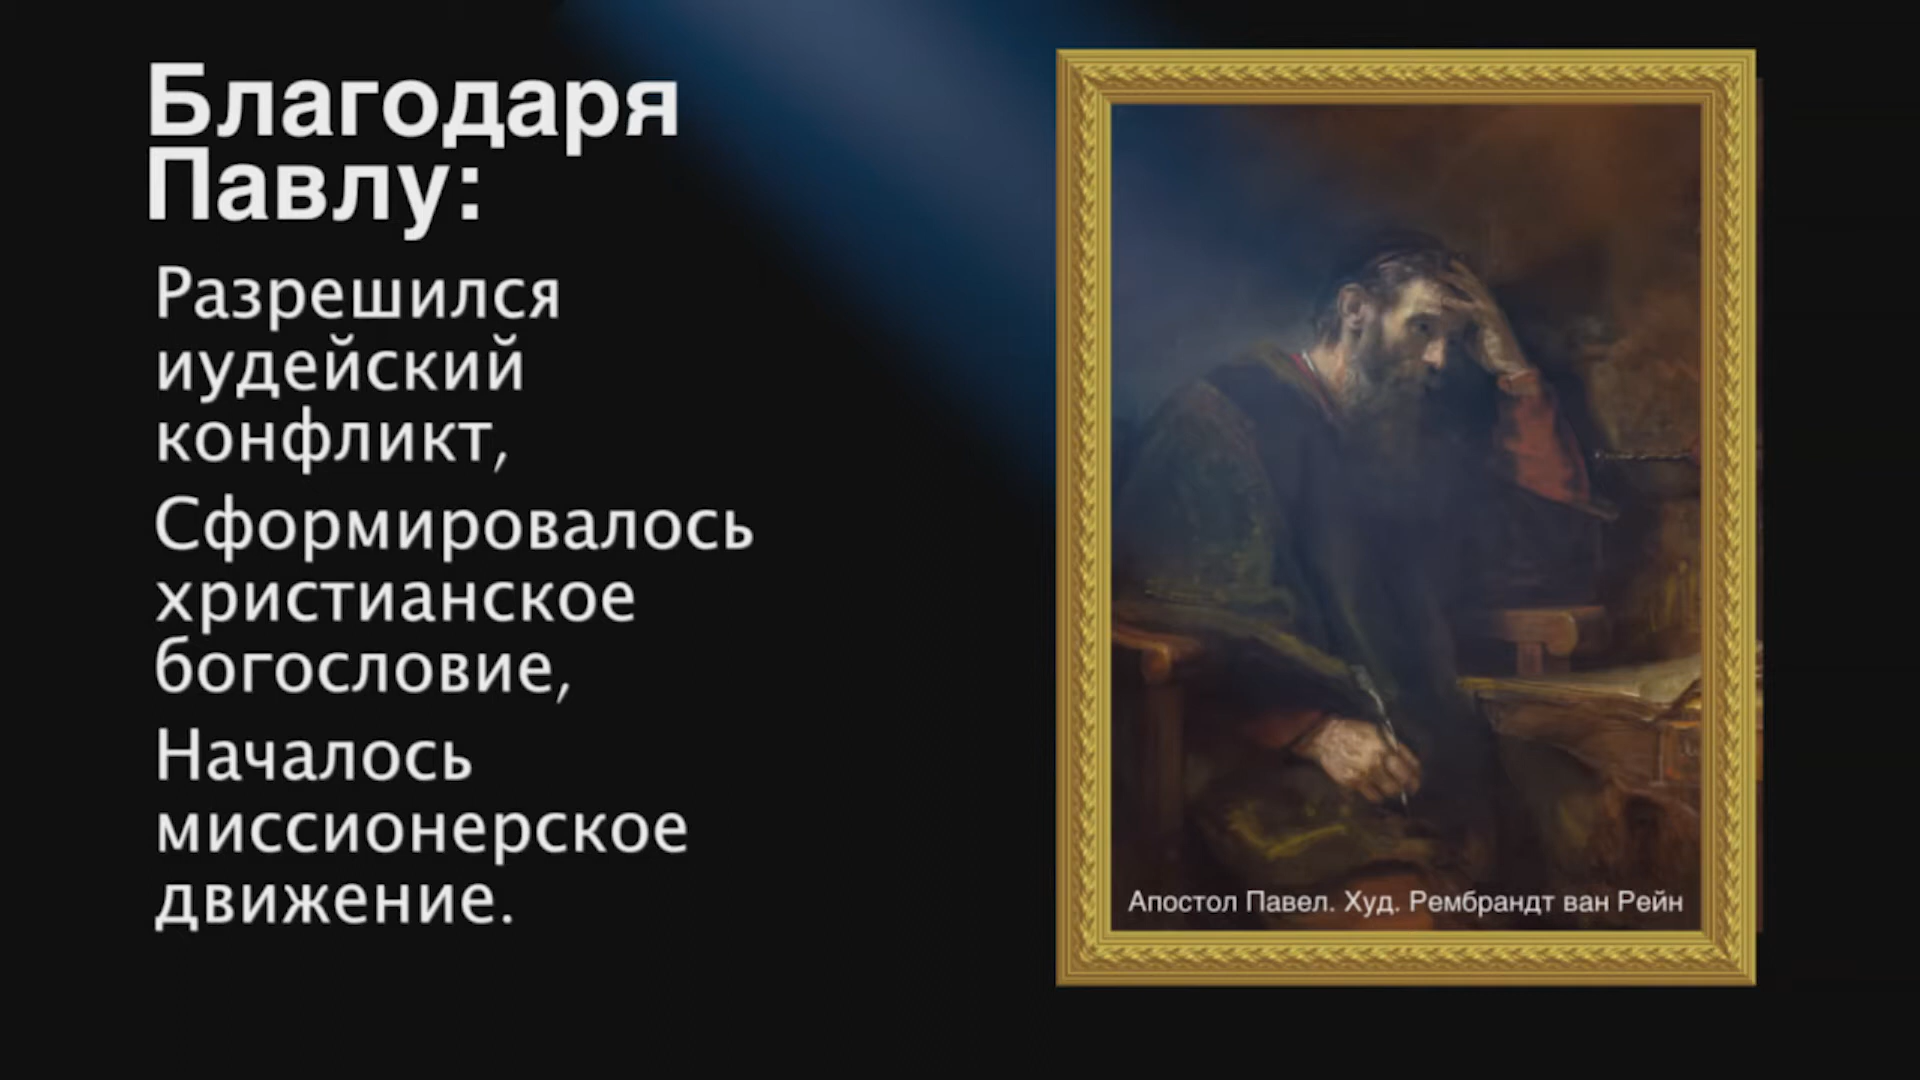 Благодаря
Павлу:
Разрешился
иудейский
конфликт,
Сформировалось
христианское
богословие,
Началось
миссионерское
движение.
Апостол Павел. Худ. Рембрандт ван Рейн